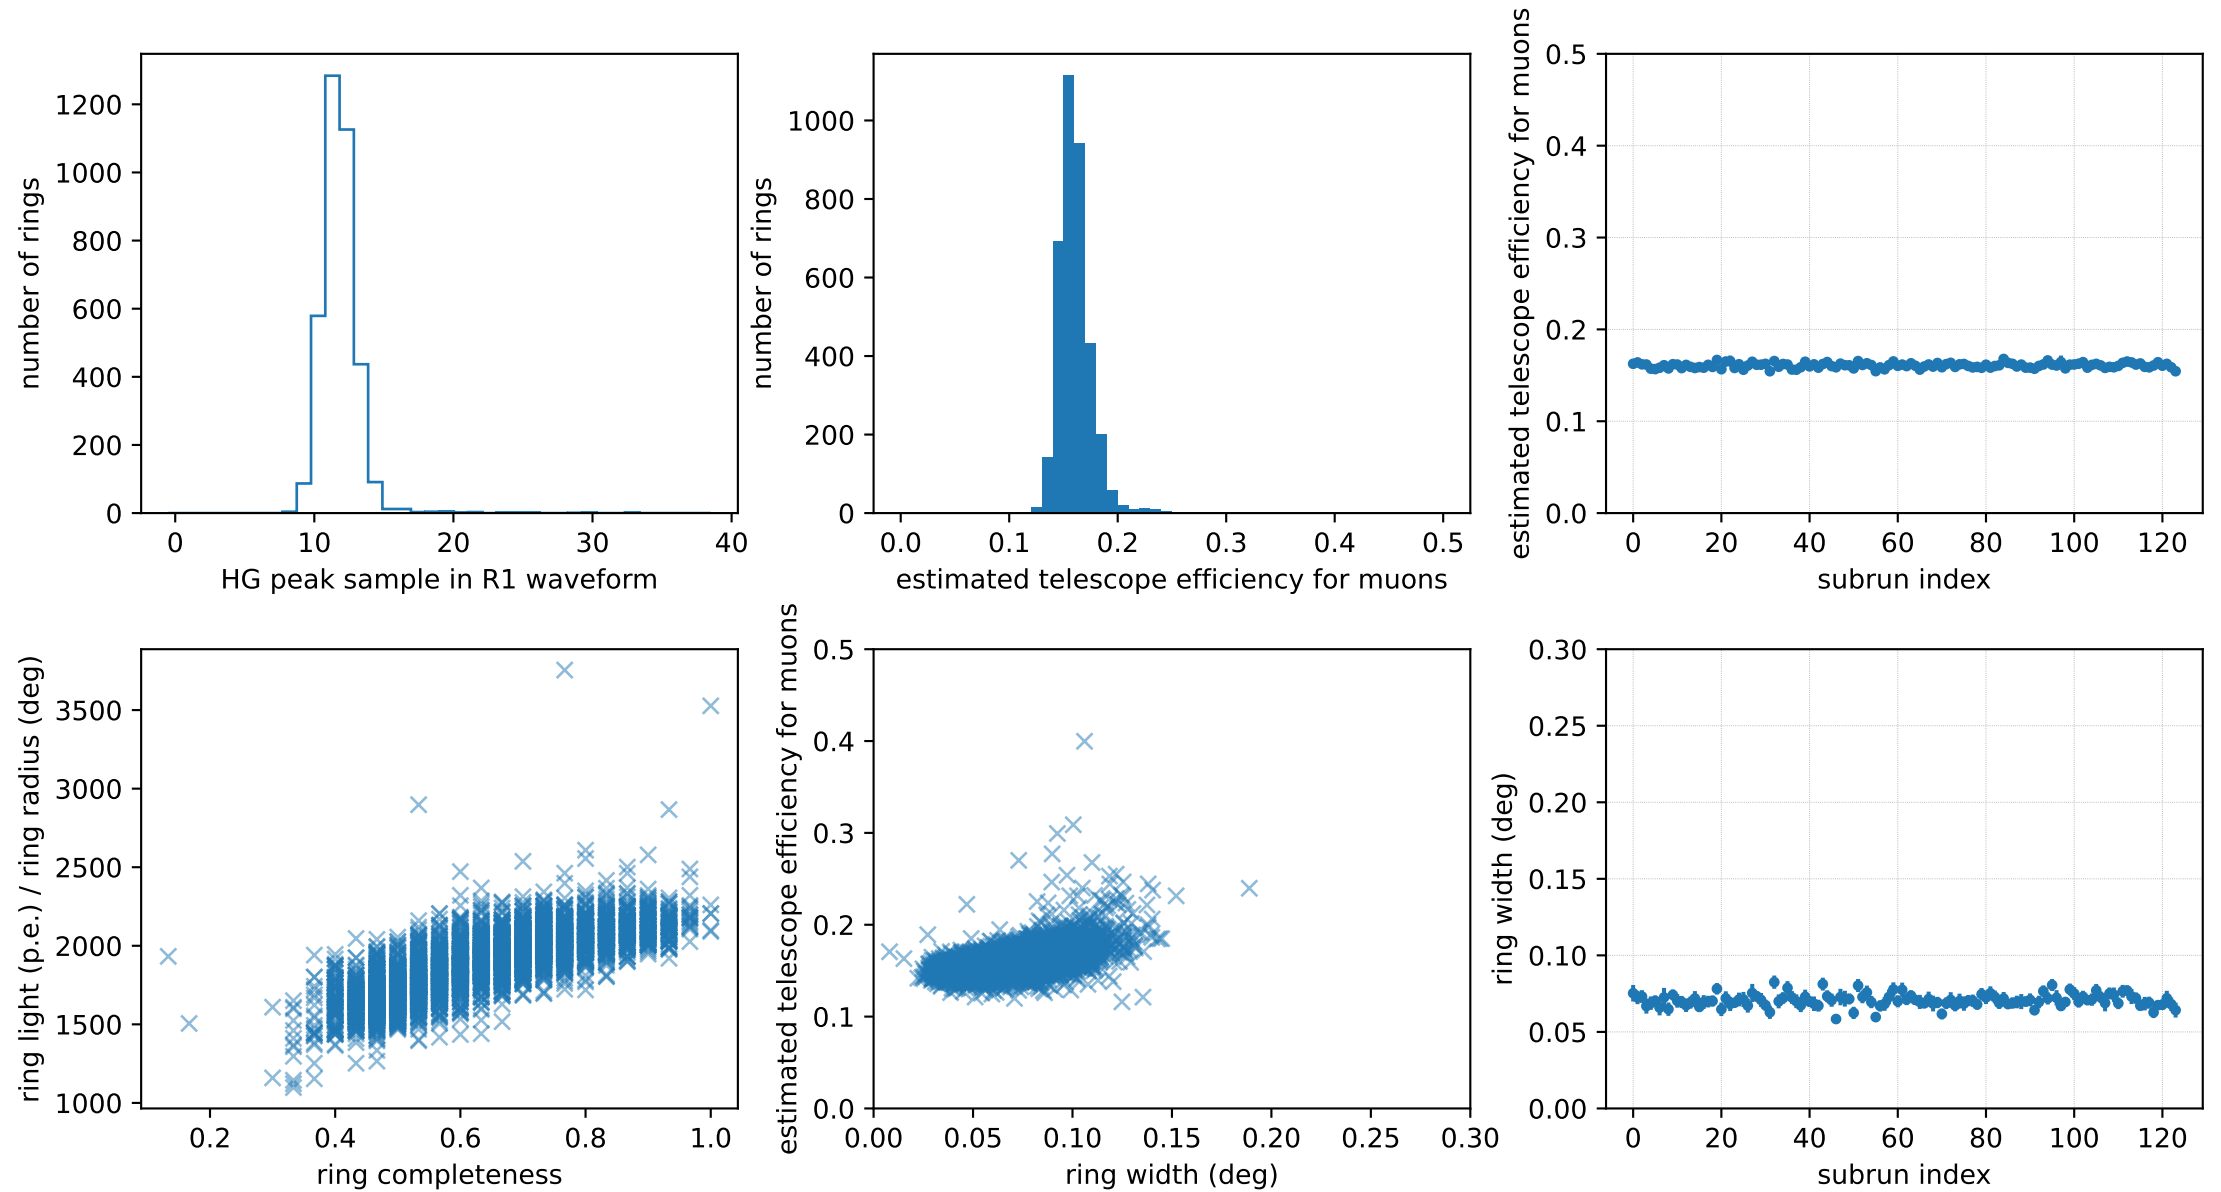 1200
1000
800
600
400
200
0
number of rings
0 10 20 30 40
HG peak sample in R1 waveform
1000
800
600
400
200
0
number of rings
0.0 0.1 0.2 0.3 0.4 0.5
estimated telescope efficiency for muons
0.5
0.4
0.3
0.2
0.1
0.0
estimated telescope efficiency for muons
0 20 40 60 80 100 120
subrun index
3500
3000
2500
2000
1500
1000
ring light (p.e.) / ring radius (deg)
0.2 0.4 0.6 0.8 1.0
ring completeness
0.5
0.4
0.3
0.2
0.1
0.0
estimated telescope efficiency for muons
0.00 0.05 0.10 0.15 0.20 0.25 0.30
ring width (deg)
0.30
0.25
0.20
0.15
0.10
0.05
0.00
ring width (deg)
0 20 40 60 80 100 120
subrun index